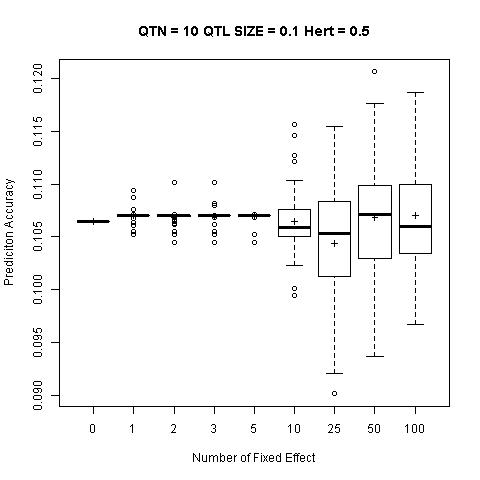 QTN = 10 QTL SIZE = 0.1 Hert = 0.5
Prediciton Accuracy
0.120
0.115
0.110
0.105
0.100
0.095
0.090
0 1 2 3 5 10 25 50 100
Number of Fixed Effect